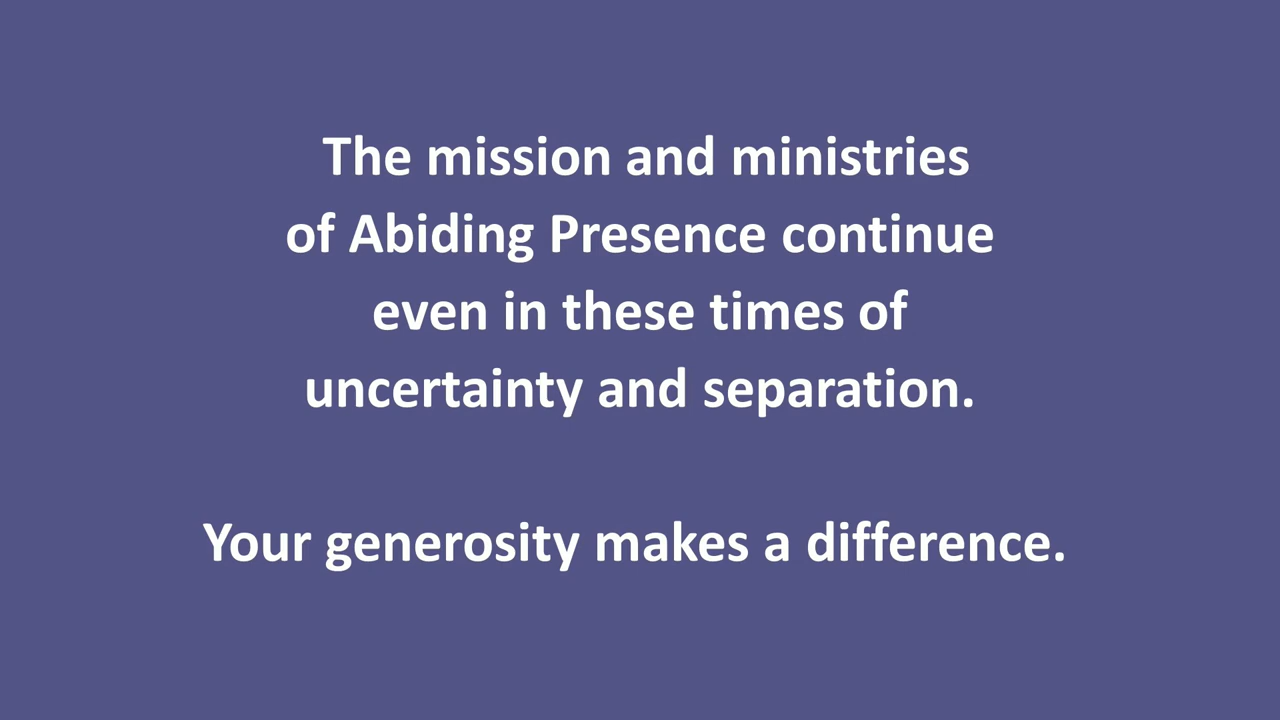 The mission and ministries
of Abiding Presence continue
even in these times of
uncertainty and separation.
Your generosity makes a difference.